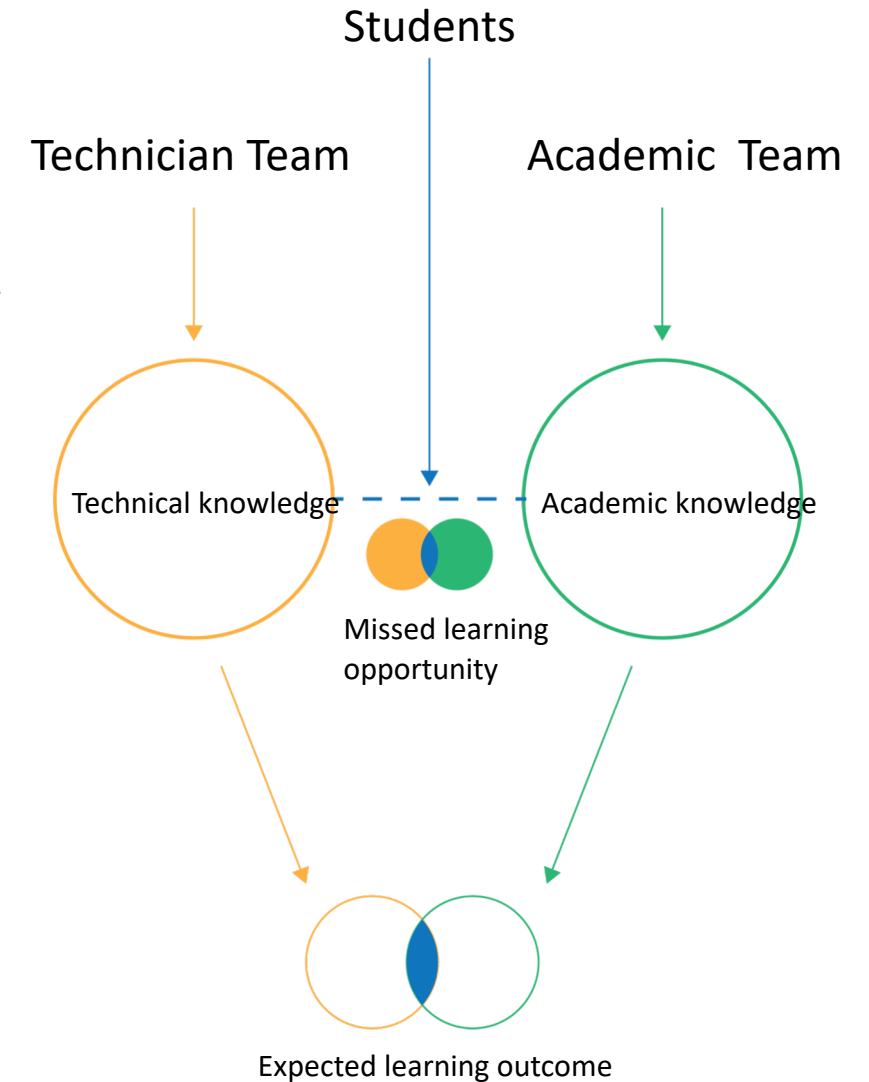 Students
Technician Team
Academic  Team
Technical knowledge
Academic knowledge
Missed learning
opportunity
Expected learning outcome